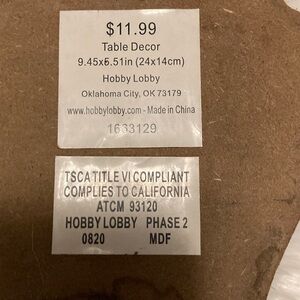 $11.99
Table Decor
9.45x5.51in (24x14cm)
Hobby Lobby
Oklahoma City, OK 73179
www.hobbylobby.com - Made in China
1633129
TSCA TITLE VI COMPLIANT
COMPLIES TO CALIFORNIA
ATCM 93120
HOBBY LOBBY PHASE 2
0820 MDF